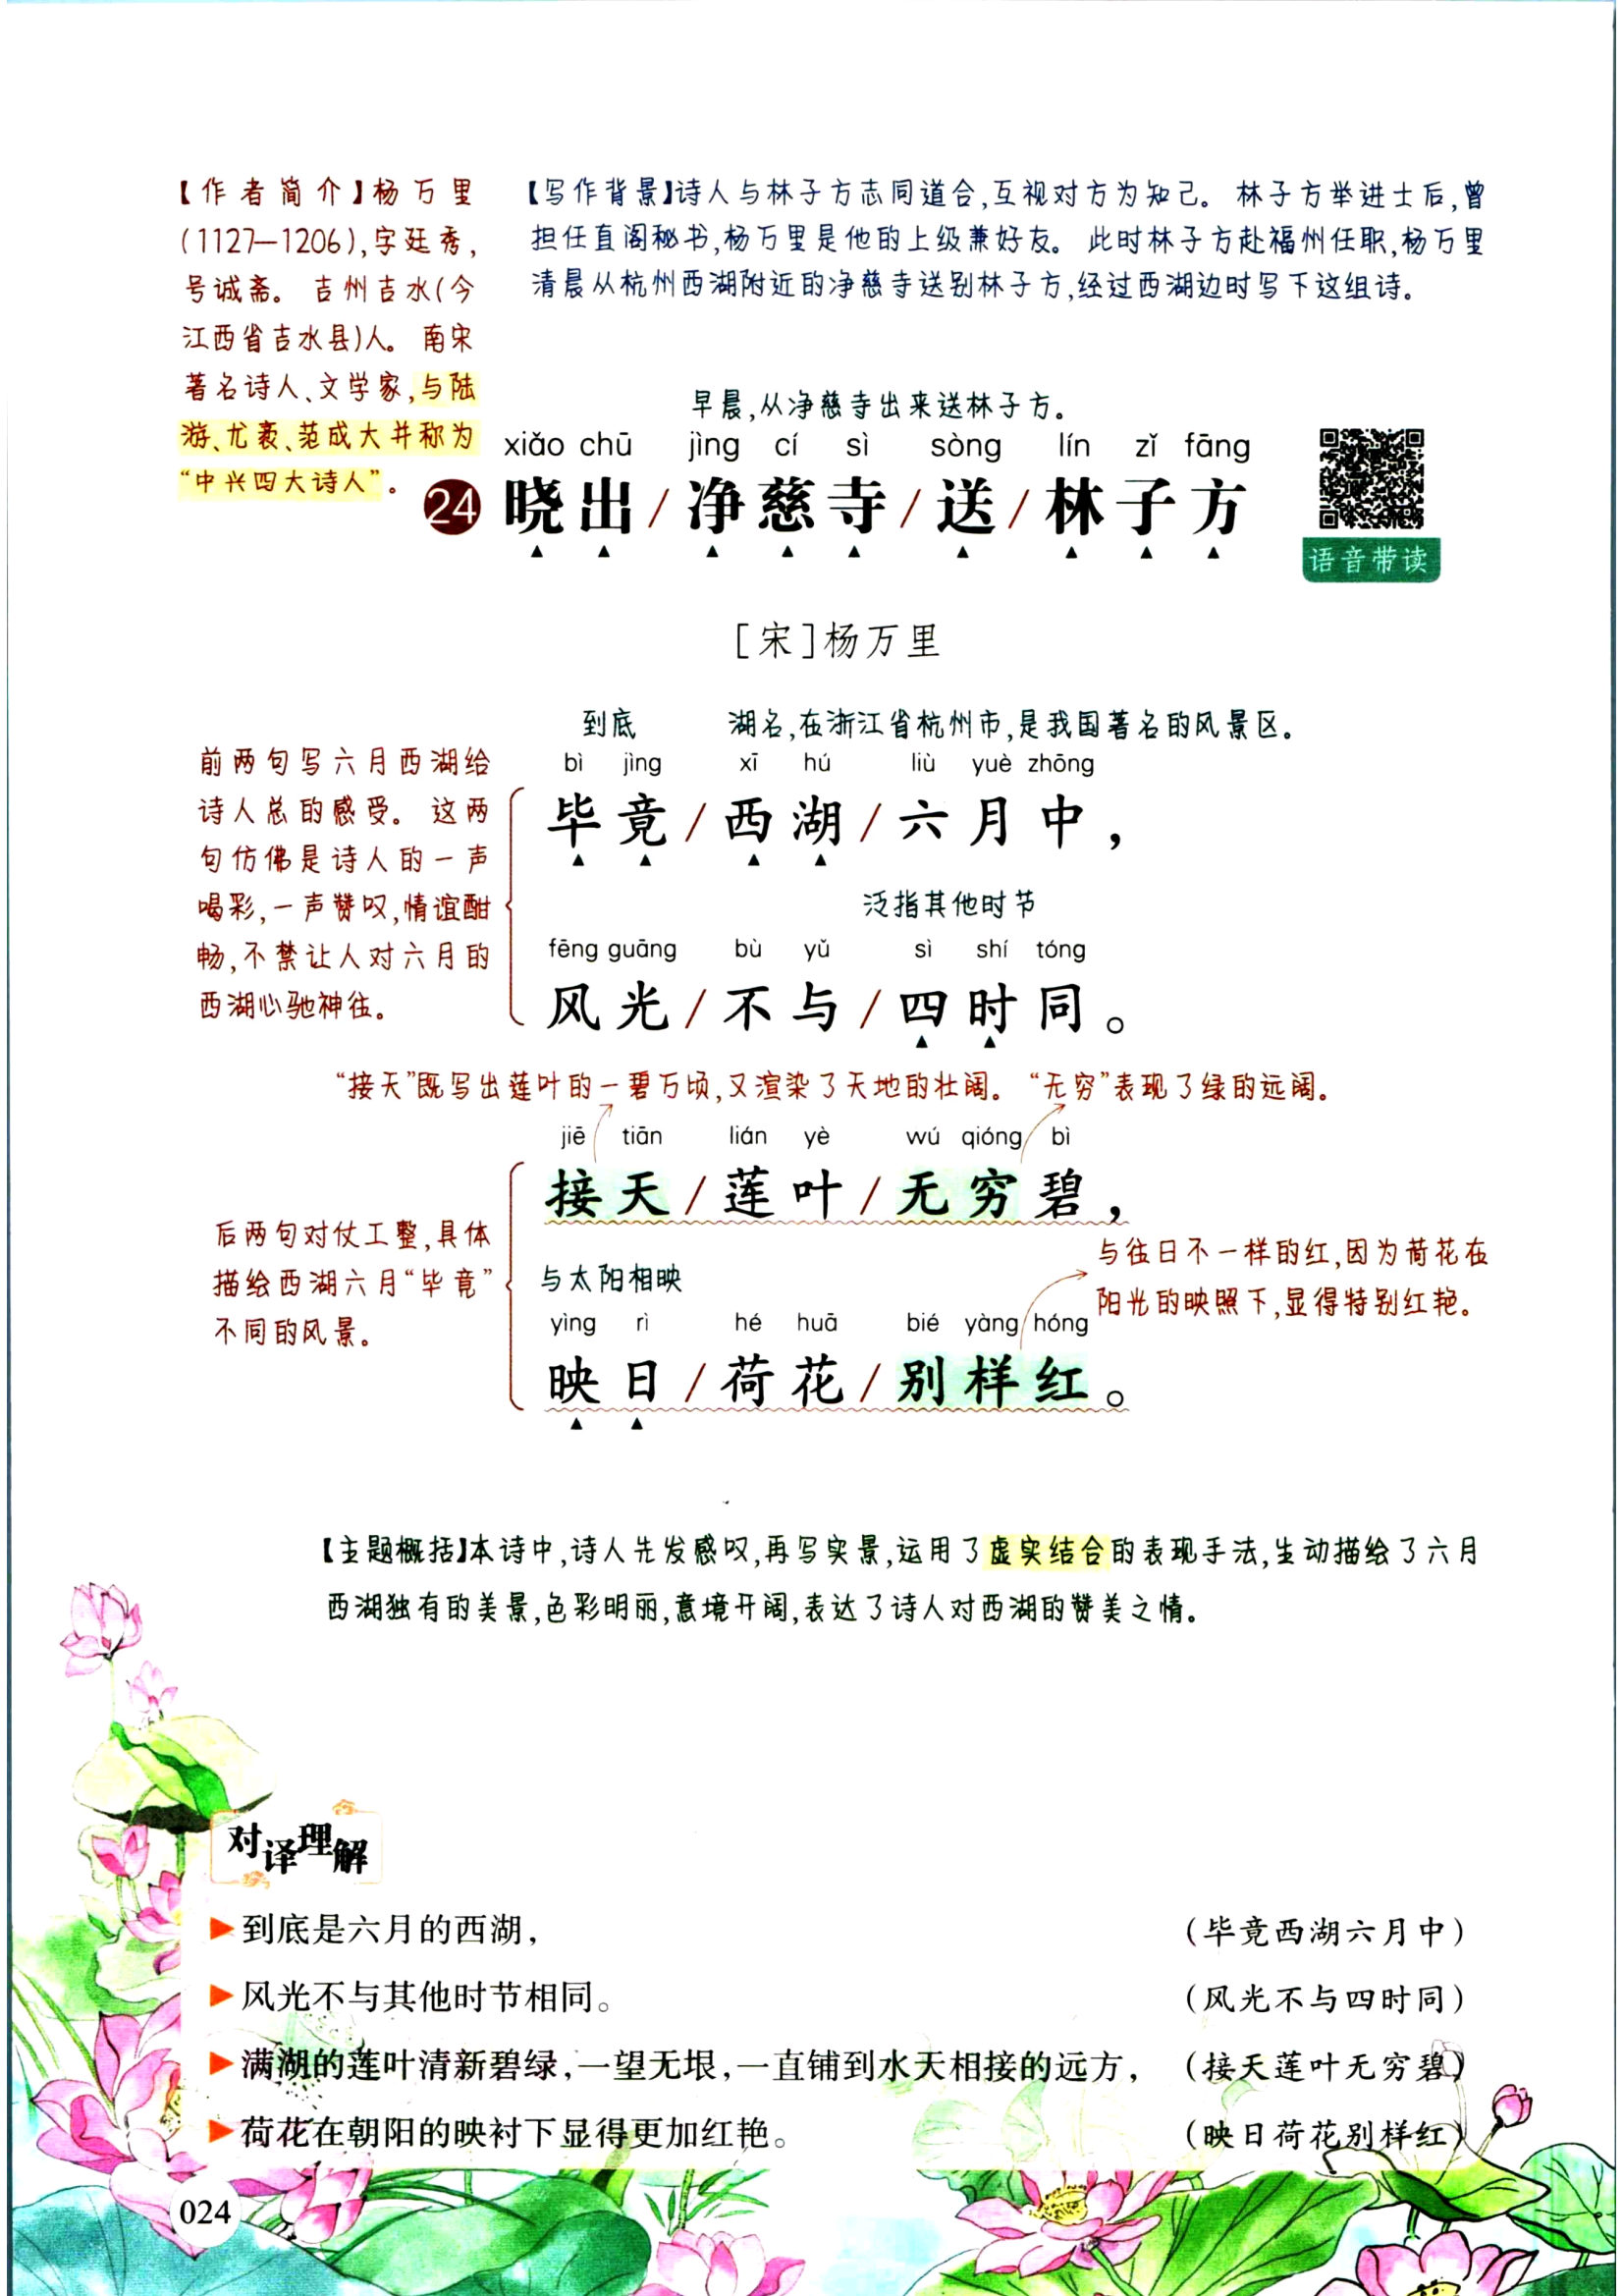 【作者简介】杨万里
(1127—1206),字廷秀,
号诚斋。吉州吉水(今
江西省吉水县)人。南宋
著名诗人、文学家,与陆
游、尤袤、范成大并称为
“中兴四大诗人”。
【写作背景】诗人与林子方志同道合,互视对方为知己。林子方举进士后,曾
担任直阁秘书,杨万里是他的上级兼好友。此时林子方赴福州任职,杨万里
清晨从杭州西湖附近的净慈寺送别林子方,经过西湖边时写下这组诗。
早晨,从净慈寺出来送林子方。
xiǎo chū jìng cí sì sòng lín zǐ fāng
24 晓出/净慈寺/送/林子方
语音带读
[宋]杨万里
到底 湖名,在浙江省杭州市,是我国著名的风景区。
bì jìng xī hú liù yuè zhōng
毕竟/西湖/六月中,
泛指其他时节
fēng guāng bù yǔ sì shí tóng
风光/不与/四时同。
前两句写六月西湖给
诗人总的感受。这两
句仿佛是诗人的一声
喝彩,一声赞叹,情谊酣
畅,不禁让人对六月的
西湖心驰神往。
“接天”既写出莲叶的一碧万顷,又渲染了天地的壮阔。“无穷”表现了绿的远阔。
jiē tiān lián yè wú qióng bì
接天/莲叶/无穷碧,
与太阳相映
yìng rì hé huā bié yàng hóng
映日/荷花/别样红。
后两句对仗工整,具体
描绘西湖六月“毕竟”
不同的风景。
与往日不一样的红,因为荷花在
阳光的映照下,显得特别红艳。
【主题概括】本诗中,诗人先发感叹,再写实景,运用了虚实结合的表现手法,生动描绘了六月
西湖独有的美景,色彩明丽,意境开阔,表达了诗人对西湖的赞美之情。
对译理解
▶到底是六月的西湖, (毕竟西湖六月中)
▶风光不与其他时节相同。 (风光不与四时同)
▶满湖的莲叶清新碧绿,一望无垠,一直铺到水天相接的远方, (接天莲叶无穷碧)
▶荷花在朝阳的映衬下显得更加红艳。 (映日荷花别样红)
024